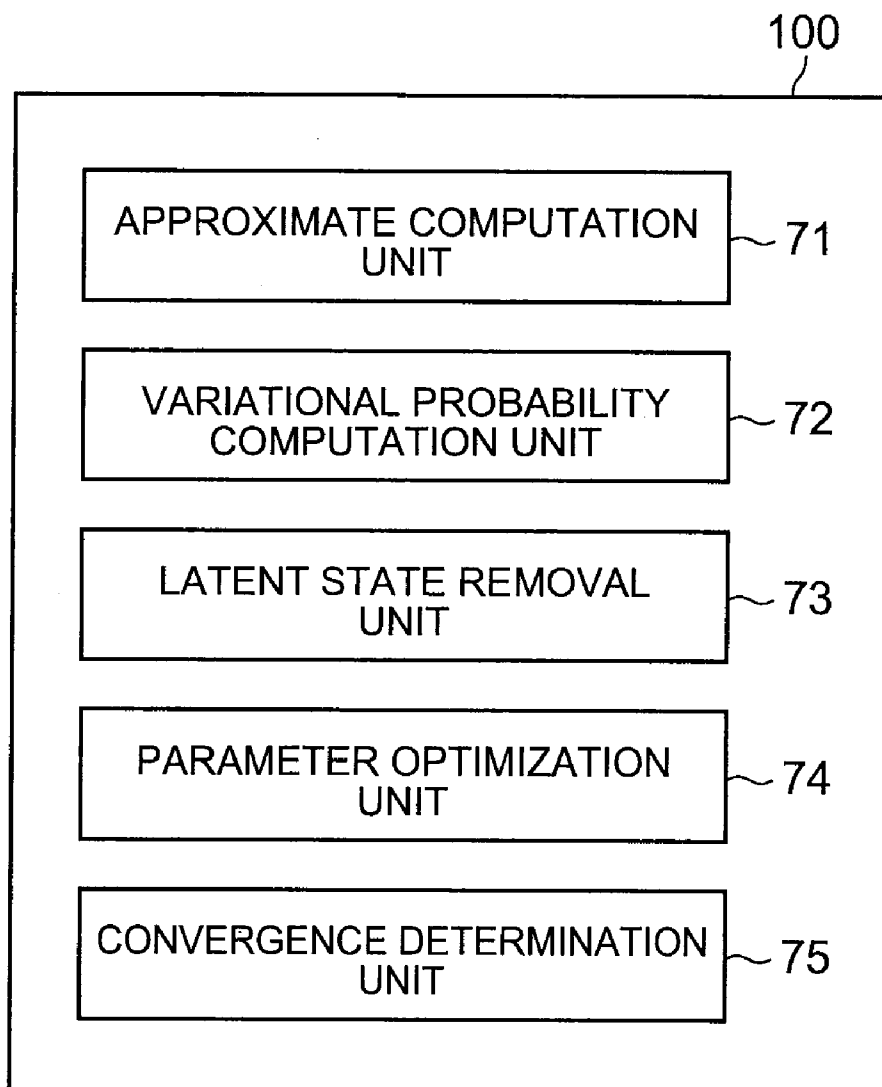 100
APPROXIMATE COMPUTATION
UNIT
71
VARIATIONAL PROBABILITY
COMPUTATION UNIT
72
LATENT STATE REMOVAL
UNIT
73
PARAMETER OPTIMIZATION
UNIT
74
CONVERGENCE DETERMINATION
UNIT
75